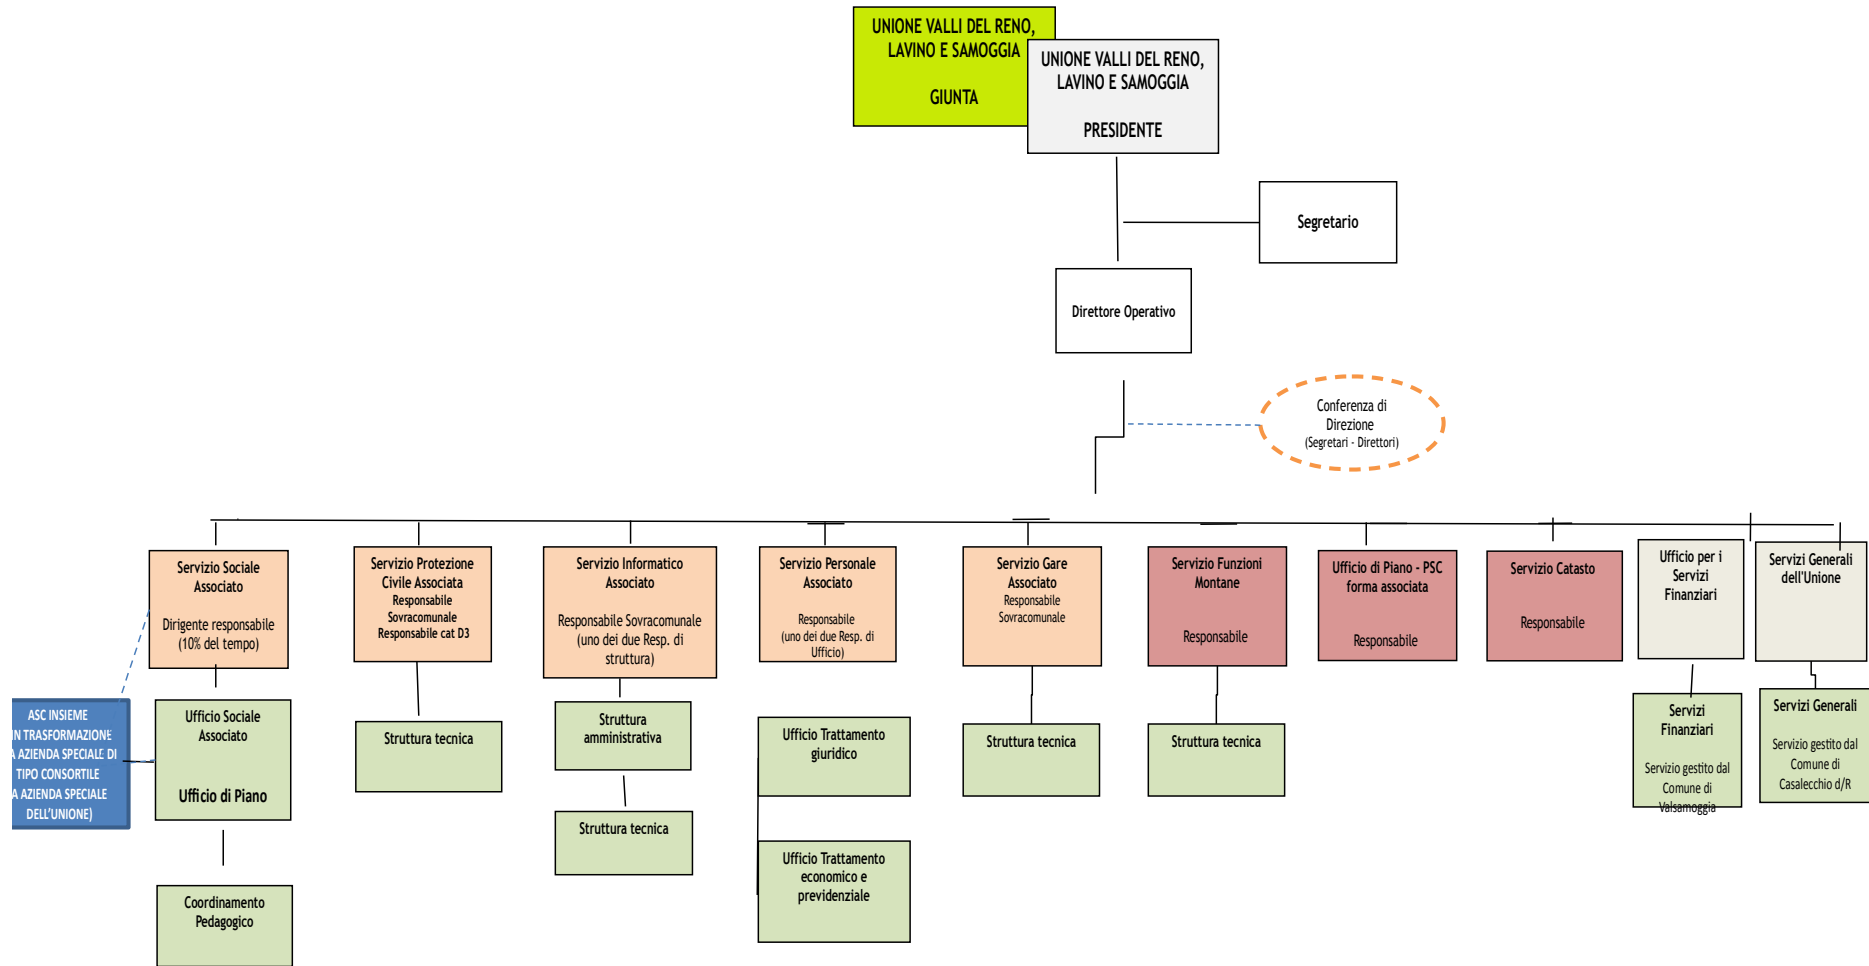 UNIONE VALLI DEL RENO,
LAVINO E SAMOGGIA
GIUNTA
UNIONE VALLI DEL RENO,
LAVINO E SAMOGGIA
PRESIDENTE
Segretario
Direttore Operativo
Conferenza di
Direzione
(Segretari - Direttori)
Servizio Sociale
Associato
Dirigente responsabile
(10% del tempo)
Servizio Protezione
Civile Associata
Responsabile
Sovracomunale
Responsabile cat D3
Servizio Informatico
Associato
Responsabile Sovracomunale
(uno dei due Resp. di
struttura)
Servizio Personale
Associato
Responsabile
(uno dei due Resp. di
Ufficio)
Servizio Gare
Associato
Responsabile
Sovracomunale
Servizio Funzioni
Montane
Responsabile
Ufficio di Piano - PSC
forma associata
Responsabile
Servizio Catasto
Responsabile
Ufficio per i
Servizi
Finanziari
Servizi Generali
dell'Unione
ASC INSIEME
IN TRASFORMAZIONE
A AZIENDA SPECIALE DI
TIPO CONSORTILE
A AZIENDA SPECIALE
DELL'UNIONE)
Ufficio Sociale
Associato
Ufficio di Piano
Coordinamento
Pedagogico
Struttura tecnica
Struttura
amministrativa
Struttura tecnica
Ufficio Trattamento
giuridico
Ufficio Trattamento
economico e
previdenziale
Struttura tecnica
Struttura tecnica
Servizi
Finanziari
Servizio gestito dal
Comune di
Valsamoggia
Servizi Generali
Servizio gestito dal
Comune di
Casalecchio d/R